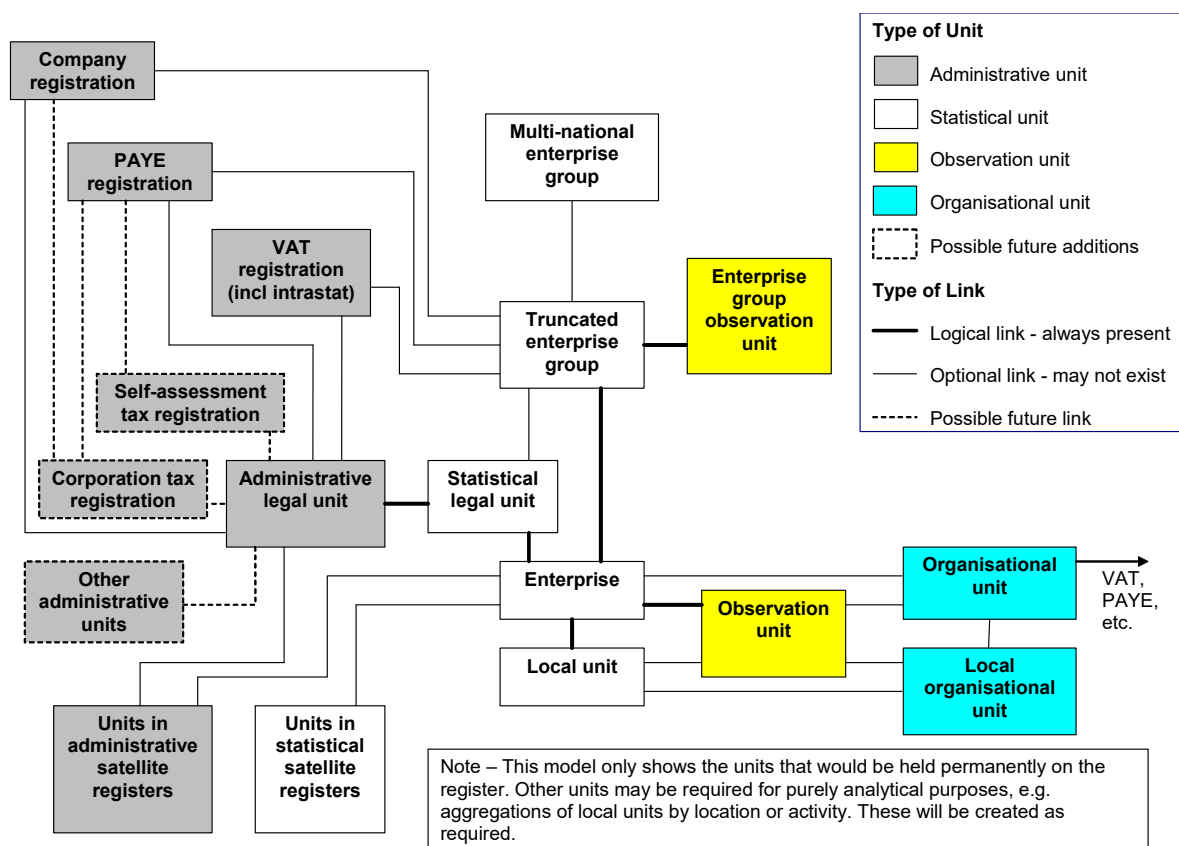 Company
registration
PAYE
registration
VAT
registration
(incl intrastat)
Multi-national
enterprise
group
Truncated
enterprise
group
Enterprise
group
observation
unit
Self-assessment
tax registration
Corporation tax
registration
Administrative
legal unit
Statistical
legal unit
Other
administrative
units
Enterprise
Observation
unit
Organisational
unit
VAT,
PAYE,
etc.
Local unit
Local
organisational
unit
Units in
administrative
satellite
registers
Units in
statistical
satellite
registers
Type of Unit
Administrative unit
Statistical unit
Observation unit
Organisational unit
Possible future additions
Type of Link
Logical link - always present
Optional link - may not exist
Possible future link
Note – This model only shows the units that would be held permanently on the
register. Other units may be required for purely analytical purposes, e.g.
aggregations of local units by location or activity. These will be created as
required.